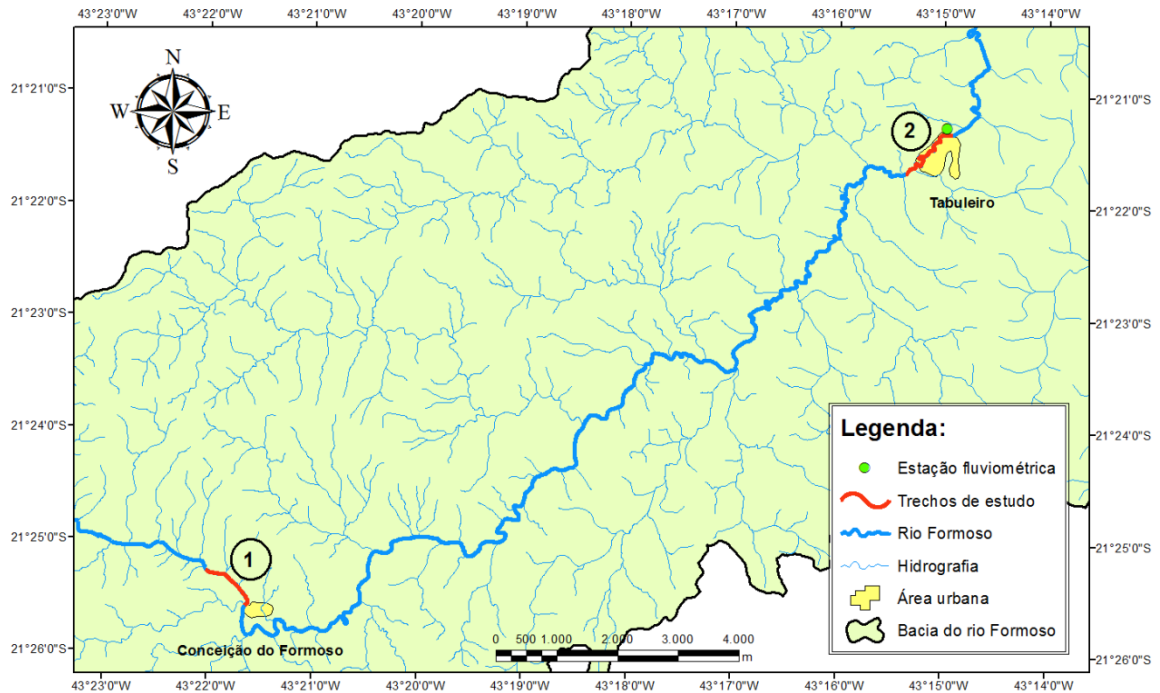 43°23'0"W 43°22'0"W 43°21'0"W 43°20'0"W 43°19'0"W 43°18'0"W 43°17'0"W 43°16'0"W 43°15'0"W 43°14'0"W
N
W E
S
21°21'0"S 21°21'0"S
2
21°22'0"S 21°22'0"S
Tabuleiro
21°23'0"S 21°23'0"S
21°24'0"S 21°24'0"S
21°25'0"S 21°25'0"S
1
21°26'0"S 21°26'0"S
Conceição do Formoso
0 500 1.000 2.000 3.000 4.000
m
Legenda:
Estação fluviométrica
Trechos de estudo
Rio Formoso
Hidrografia
Área urbana
Bacia do rio Formoso
43°23'0"W 43°22'0"W 43°21'0"W 43°20'0"W 43°19'0"W 43°18'0"W 43°17'0"W 43°16'0"W 43°15'0"W 43°14'0"W